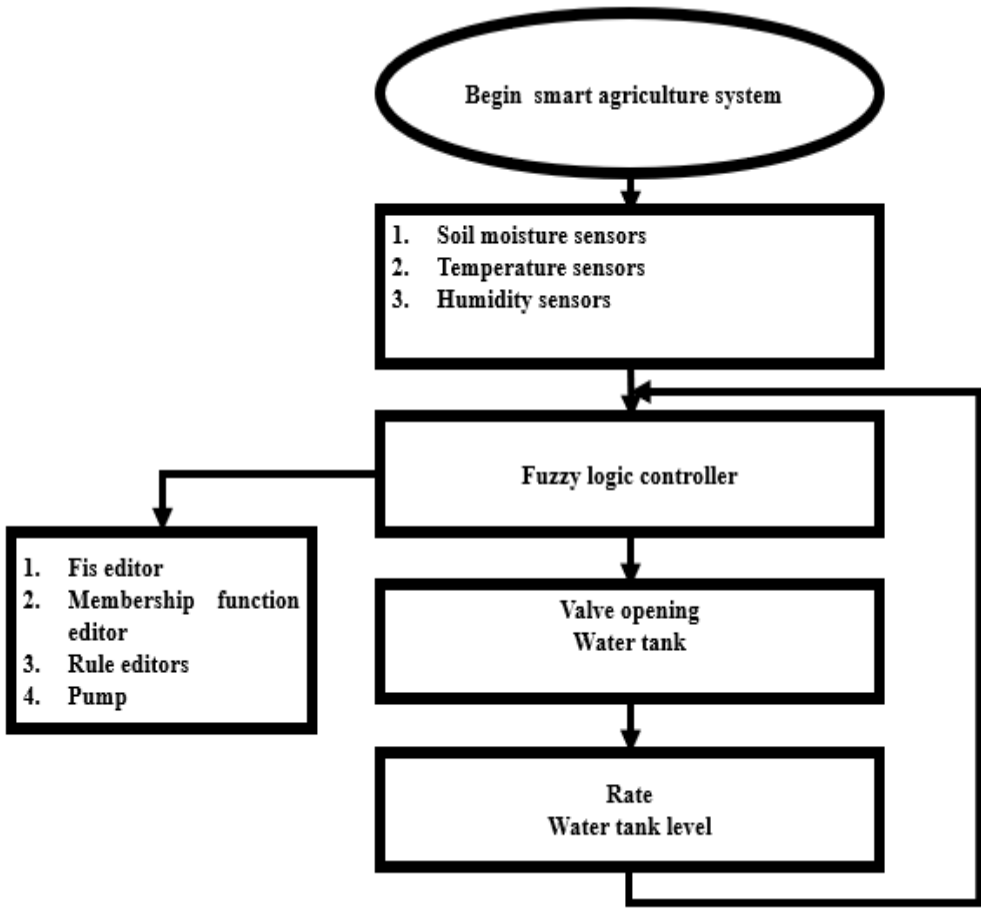 Begin smart agriculture system
1. Soil moisture sensors
2. Temperature sensors
3. Humidity sensors
Fuzzy logic controller
1. Fis editor
2. Membership function
editor
3. Rule editors
4. Pump
Valve opening
Water tank
Rate
Water tank level